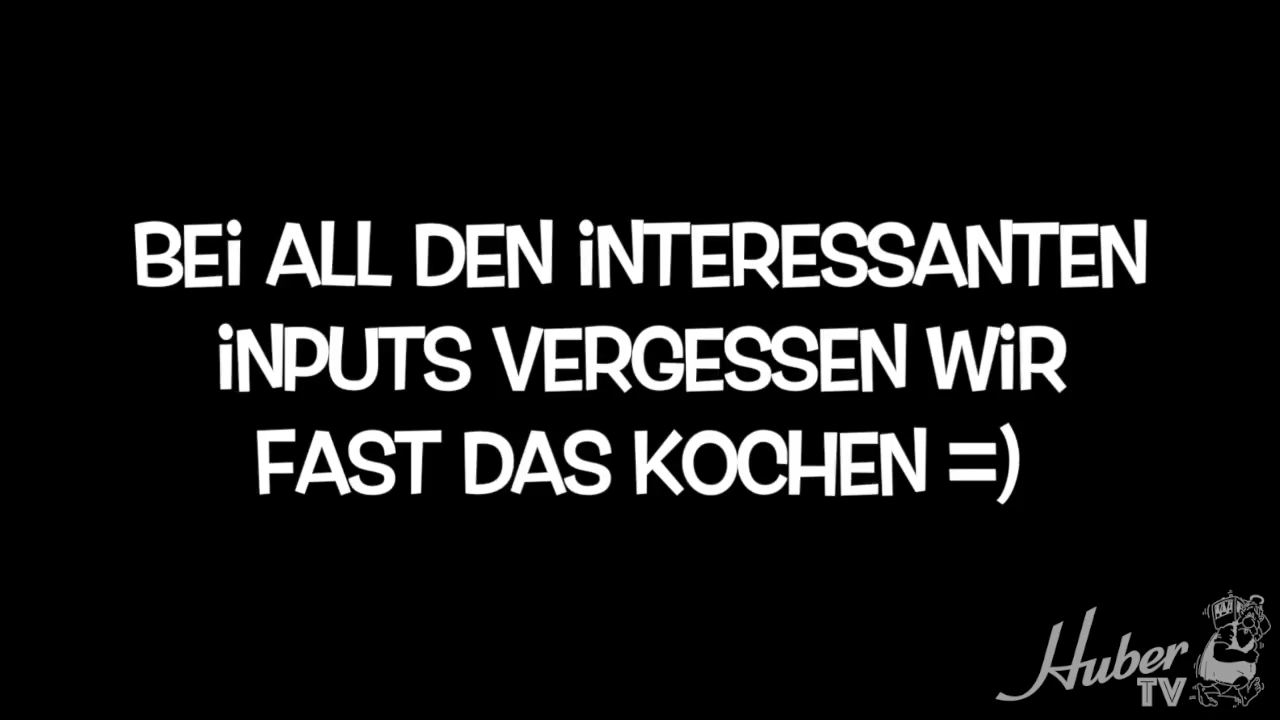 BEi ALL DEN iNTERESSANTEN
iNPUTS VERGESSEN WiR
FAST DAS KOCHEN =)
Huber
TV